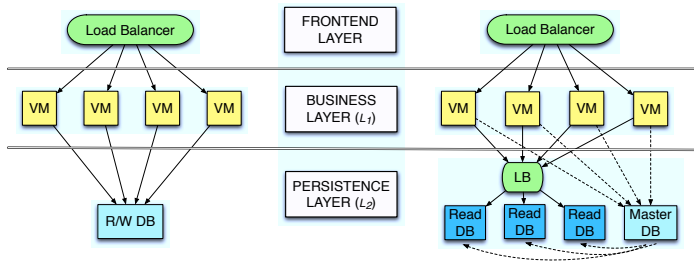 Load Balancer
FRONTEND
LAYER
Load Balancer
VM
VM
VM
VM
BUSINESS
LAYER (L1)
VM
VM
VM
VM
PERSISTENCE
LAYER (L2)
LB
R/W DB
Read
DB
Read
DB
Read
DB
Master
DB